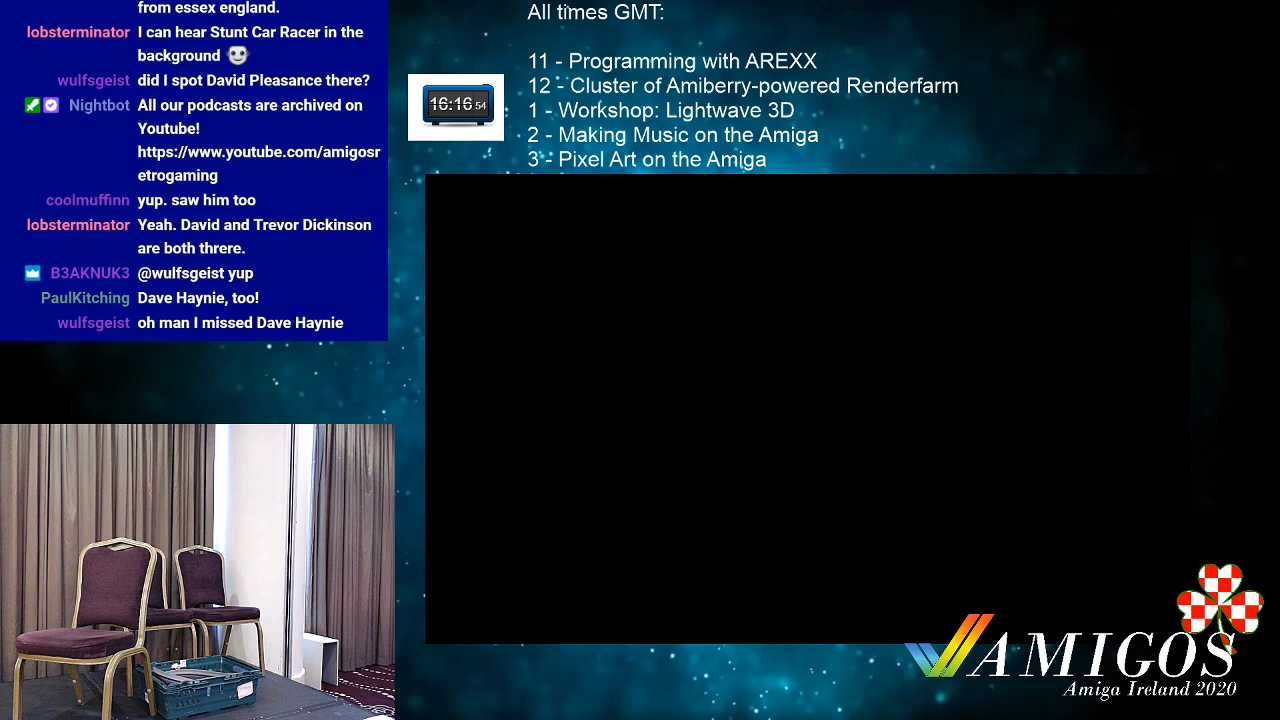 from essex england.
lobsterminator I can hear Stunt Car Racer in the
background
wulfsgeist did I spot David Pleasance there?
Nightbot All our podcasts are archived on
Youtube!
https://www.youtube.com/amigosr
etrogaming
coolmuffinn yup. saw him too
lobsterminator Yeah. David and Trevor Dickinson
are both threre.
B3AKNUK3 @wulfsgeist yup
PaulKitching Dave Haynie, too!
wulfsgeist oh man I missed Dave Haynie
16:16 54
All times GMT:
11 - Programming with AREXX
12 - Cluster of Amiberry-powered Renderfarm
1 - Workshop: Lightwave 3D
2 - Making Music on the Amiga
3 - Pixel Art on the Amiga
AMIGOS
Amiga Ireland 2020